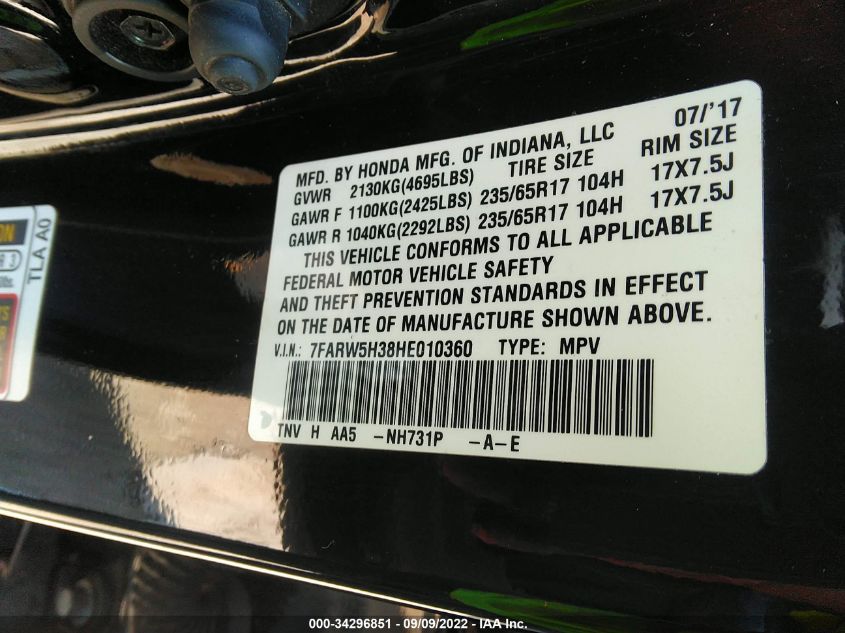 MFD. BY HONDA MFG. OF INDIANA, LLC 07/'17
GVWR 2130KG(4695LBS) TIRE SIZE RIM SIZE
GAWR F 1100KG(2425LBS) 235/65R17 104H 17X7.5J
GAWR R 1040KG(2292LBS) 235/65R17 104H 17X7.5J
THIS VEHICLE CONFORMS TO ALL APPLICABLE
FEDERAL MOTOR VEHICLE SAFETY
AND THEFT PREVENTION STANDARDS IN EFFECT
ON THE DATE OF MANUFACTURE SHOWN ABOVE.
V.I.N.: 7FARW5H38HE010360 TYPE: MPV
TNV H AA5 -NH731P -A-E
TLA A0
000-34296851 - 09/09/2022 - IAA Inc.